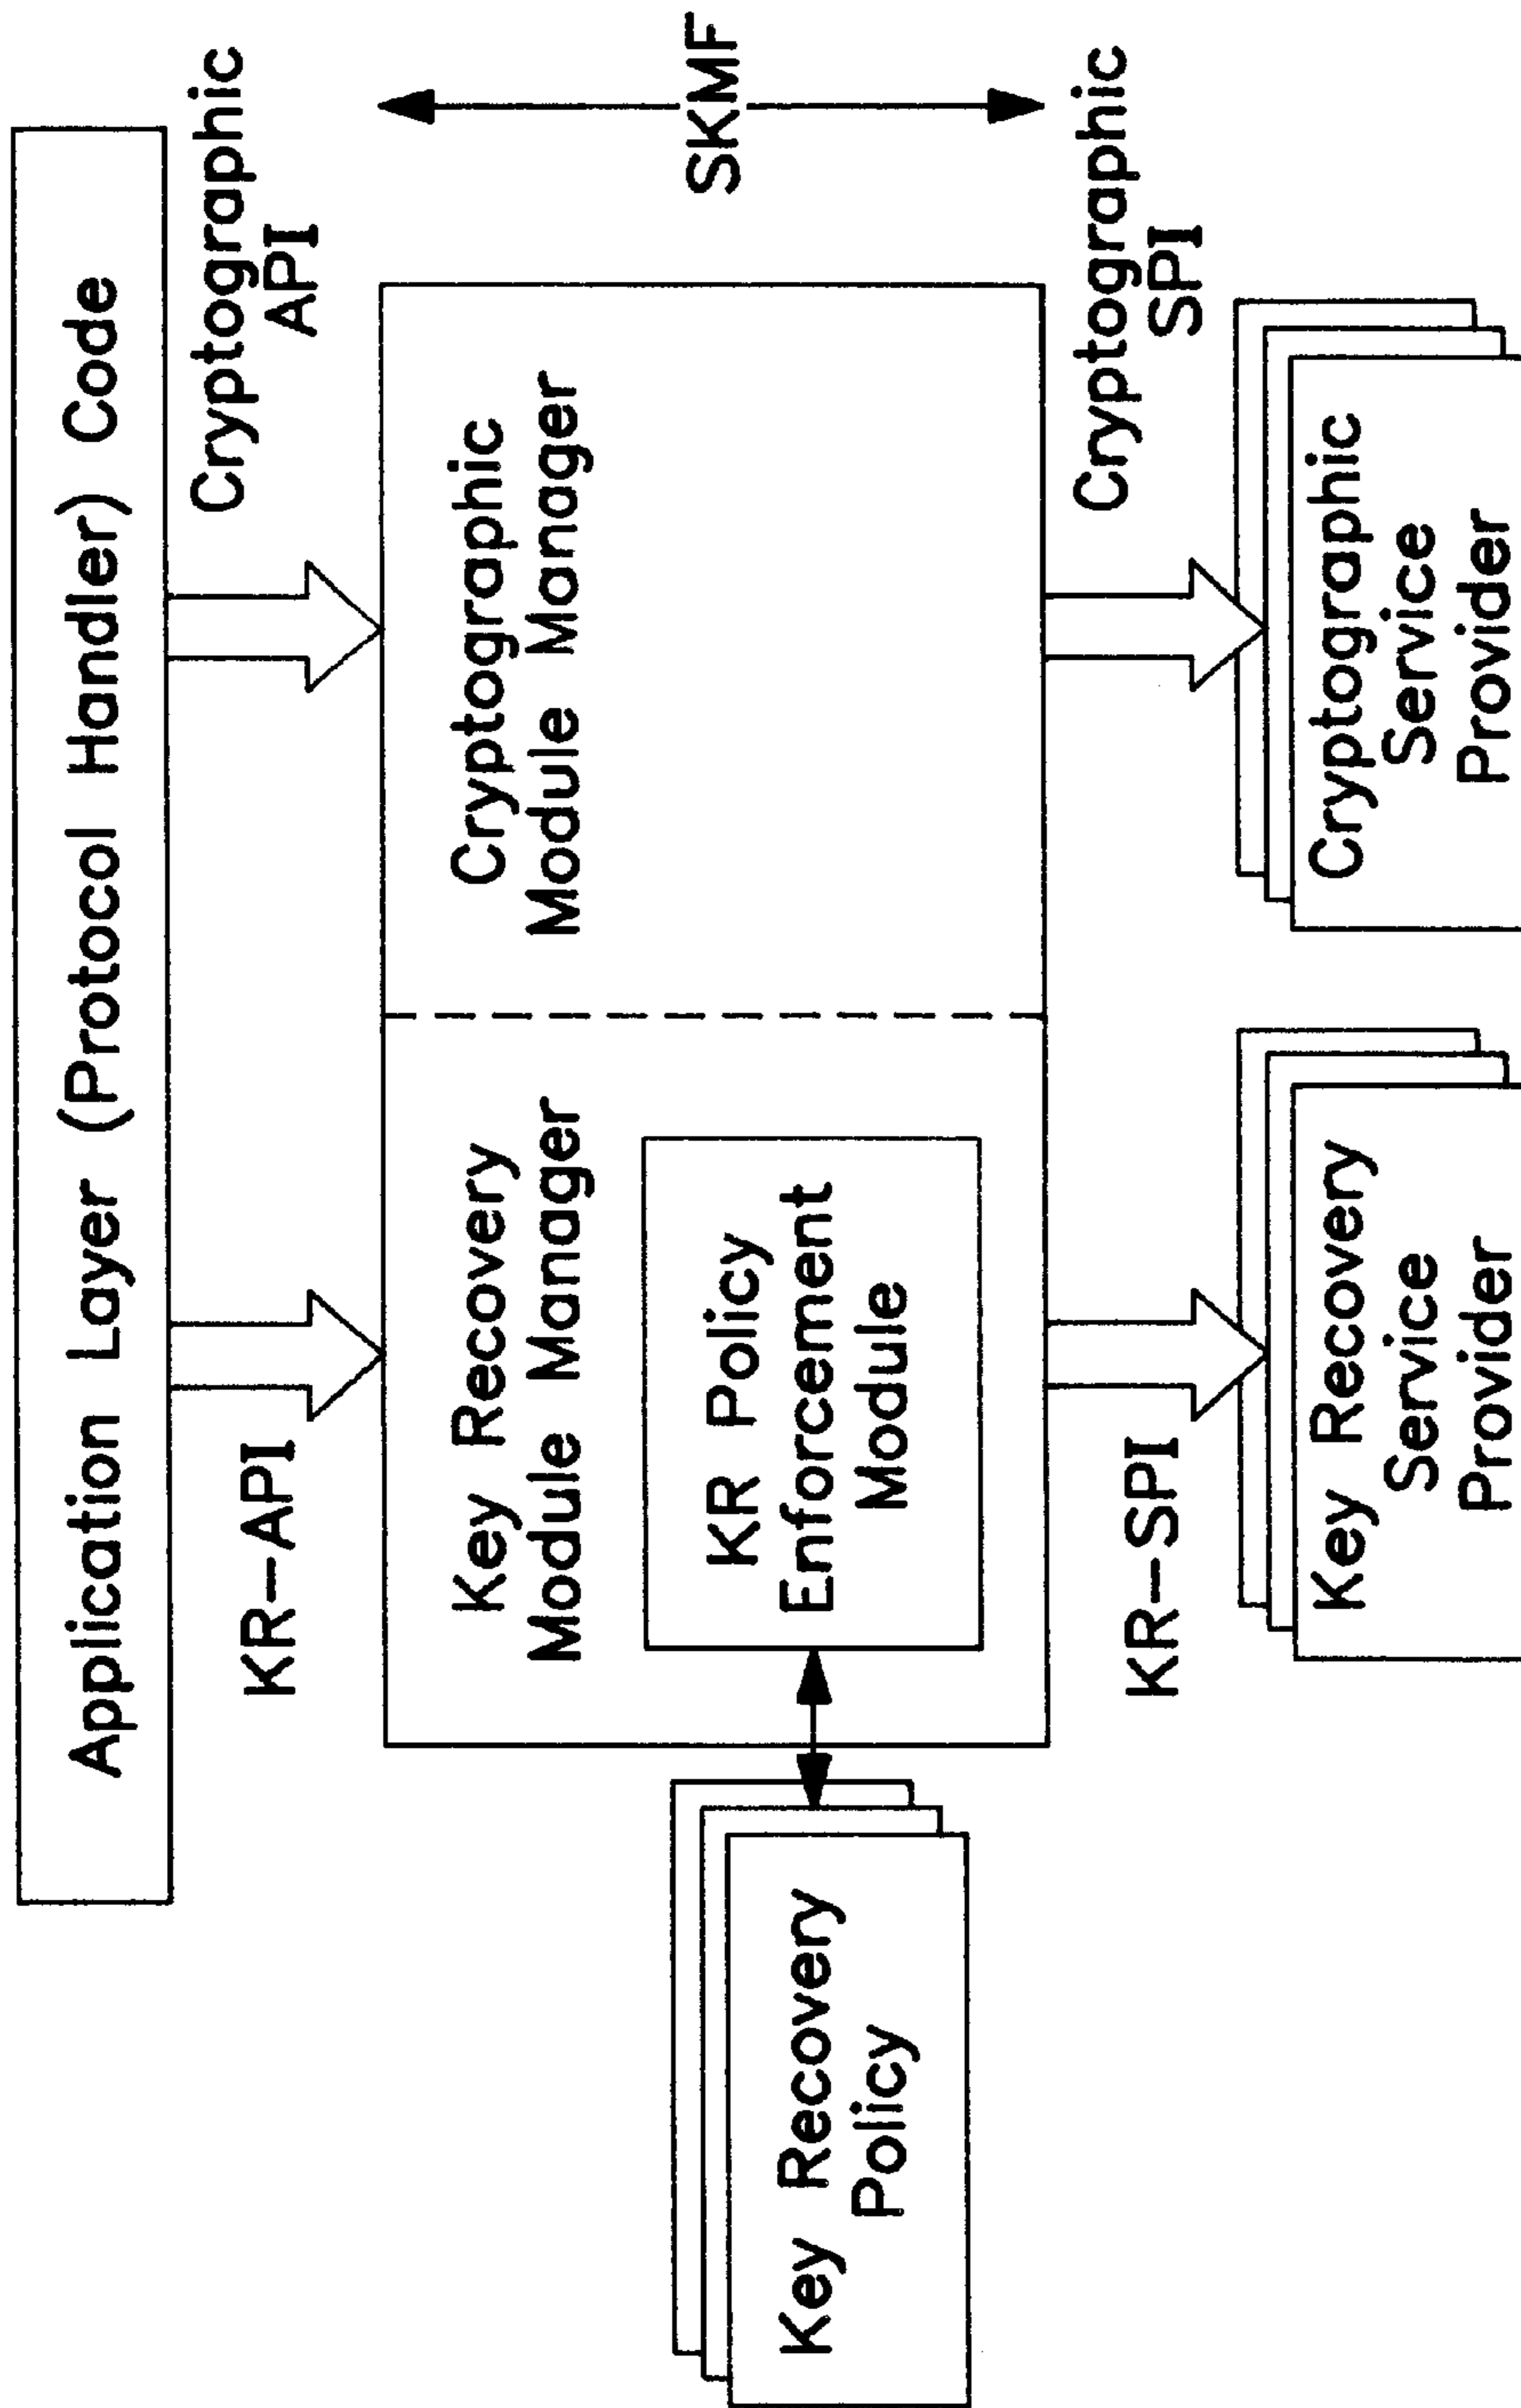 Application Layer (Protocol Handler) Code
KR-API
Cryptographic
API
Key Recovery
Module Manager
Cryptographic
Module Manager
SKMF
KR Policy
Enforcement
Module
Key Recovery
Policy
KR-SPI
Cryptographic
SPI
Key Recovery
Service
Provider
Cryptographic
Service
Provider